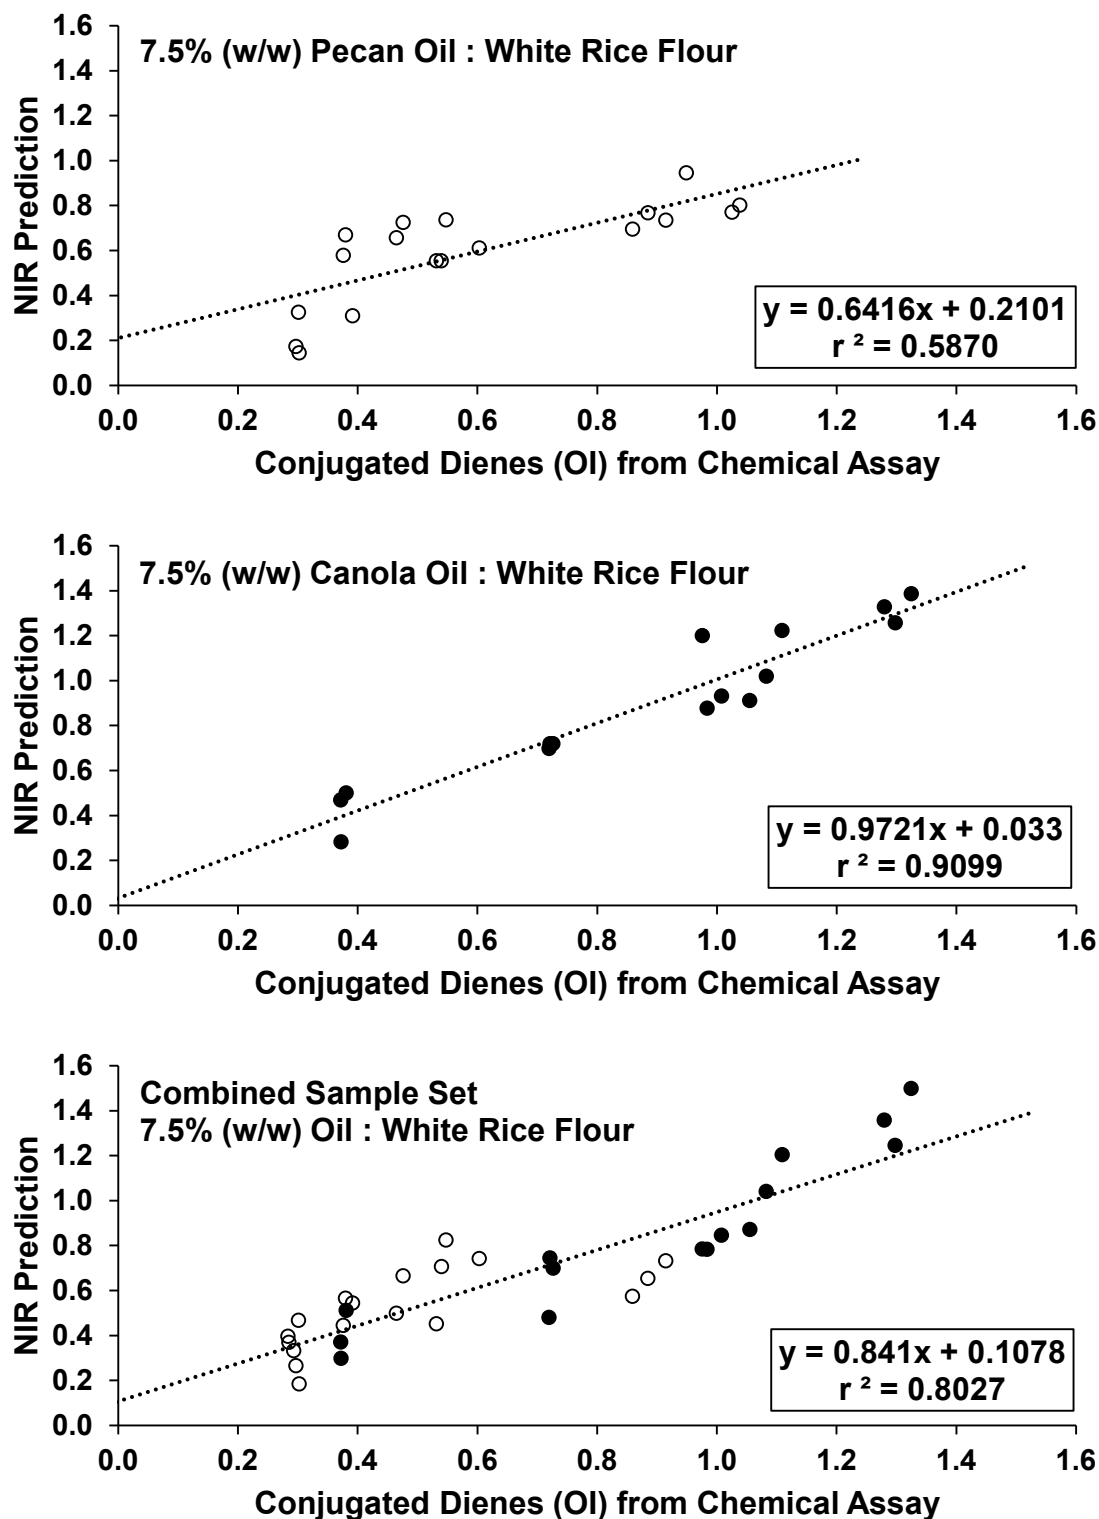 7.5% (w/w) Pecan Oil : White Rice Flour
NIR Prediction
1.6
1.4
1.2
1.0
0.8
0.6
0.4
0.2
0.0
y = 0.6416x + 0.2101
r ² = 0.5870
0.0 0.2 0.4 0.6 0.8 1.0 1.2 1.4 1.6
Conjugated Dienes (OI) from Chemical Assay
7.5% (w/w) Canola Oil : White Rice Flour
NIR Prediction
1.6
1.4
1.2
1.0
0.8
0.6
0.4
0.2
0.0
y = 0.9721x + 0.033
r ² = 0.9099
0.0 0.2 0.4 0.6 0.8 1.0 1.2 1.4 1.6
Conjugated Dienes (OI) from Chemical Assay
Combined Sample Set
7.5% (w/w) Oil : White Rice Flour
NIR Prediction
1.6
1.4
1.2
1.0
0.8
0.6
0.4
0.2
0.0
y = 0.841x + 0.1078
r ² = 0.8027
0.0 0.2 0.4 0.6 0.8 1.0 1.2 1.4 1.6
Conjugated Dienes (OI) from Chemical Assay